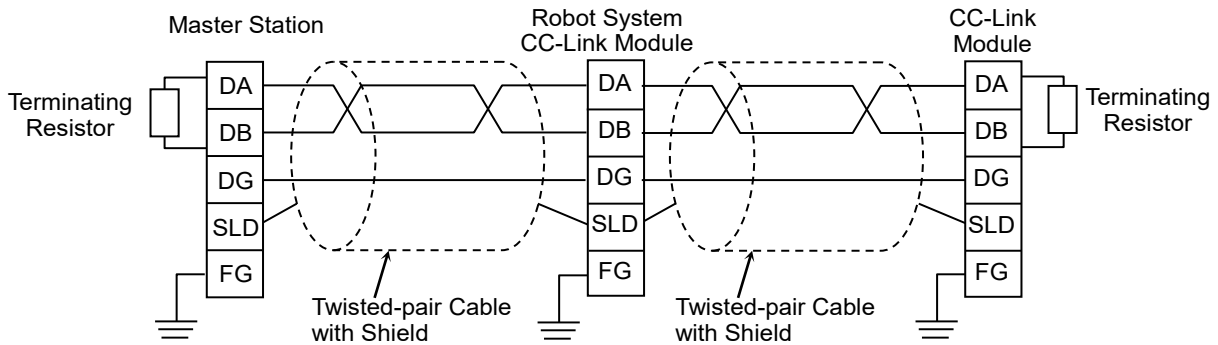 Master Station
Robot System
CC-Link Module
CC-Link
Module
Terminating
Resistor
DA
DB
DG
SLD
FG
DA
DB
DG
SLD
FG
DA
DB
DG
SLD
FG
Terminating
Resistor
Twisted-pair Cable
with Shield
Twisted-pair Cable
with Shield